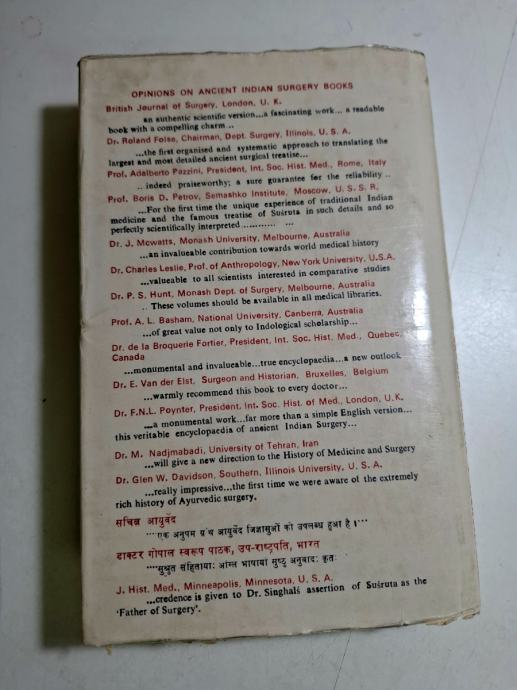 OPINIONS ON ANCIENT INDIAN SURGERY BOOKS
British Journal of Surgery, London, U. K.
an authentic scientific version...a fascinating work... a readable
book with a compelling charm ..
Dr. Roland Folse, Chairman, Dept. Surgery, Illinois, U. S. A.
...the first organised and systematic approach to translating the
largest and most detailed ancient surgical treatise...
Prof. Adalberto Pazzini, President, Int. Soc. Hist. Med., Rome, Italy
.. indeed praiseworthy; a sure guarantee for the reliability ..
Prof. Boris D. Petrov, Semashko Institute, Moscow, U. S. S. R.
...For the first time the unique experience of traditional Indian
medicine and the famous treatise of Suśruta in such details and so
perfectly scientifically interpreted ............ ...
Dr. J. Mcwatts, Monash University, Melbourne, Australia
...an invalueable contribution towards world medical history
Dr. Charles Leslie, Prof. of Anthropology, New York University, U.S.A.
...valueable to all scientists interested in comparative studies
Dr. P. S. Hunt, Monash Dept. of Surgery, Melbourne, Australia
.. These volumes should be available in all medical libraries.
Prof. A. L. Basham, National University, Canberra, Australia
...of great value not only to Indological scholarship...
Dr. de la Broquerie Fortier, President, Int. Soc. Hist. Med., Quebec,
Canada
...monumental and invalueable...true encyclopaedia...a new outlook
Dr. E. Van der Elst, Surgeon and Historian, Bruxelles, Belgium
...warmly recommend this book to every doctor...
Dr. F.N.L. Poynter, President, Int. Soc. Hist. of Med., London, U.K.
...a monumental work...far more than a simple English version...
this veritable encyclopaedia of ancient Indian Surgery...
Dr. M. Nadjmabadi, University of Tehran, Iran
...will give a new direction to the History of Medicine and Surgery
Dr. Glen W. Davidson, Southern, Illinois University, U. S. A.
...really impressive...the first time we were aware of the extremely
rich history of Ayurvedic surgery.
सचित्र आयुर्वेद
...एक अनुपम ग्रंथ आयुर्वेद जिज्ञासुओं को उपलब्ध हुआ है ।...
डाक्टर गोपाल स्वरूप पाठक, उप-राष्ट्रपति, भारत
...सुश्रुत संहितायाः आंग्ल भाषायां सुष्ठु अनुवादः कृतः
J. Hist. Med., Minneapolis, Minnesota, U. S. A.
...credence is given to Dr. Singhals assertion of Suśruta as the
'Father of Surgery'.